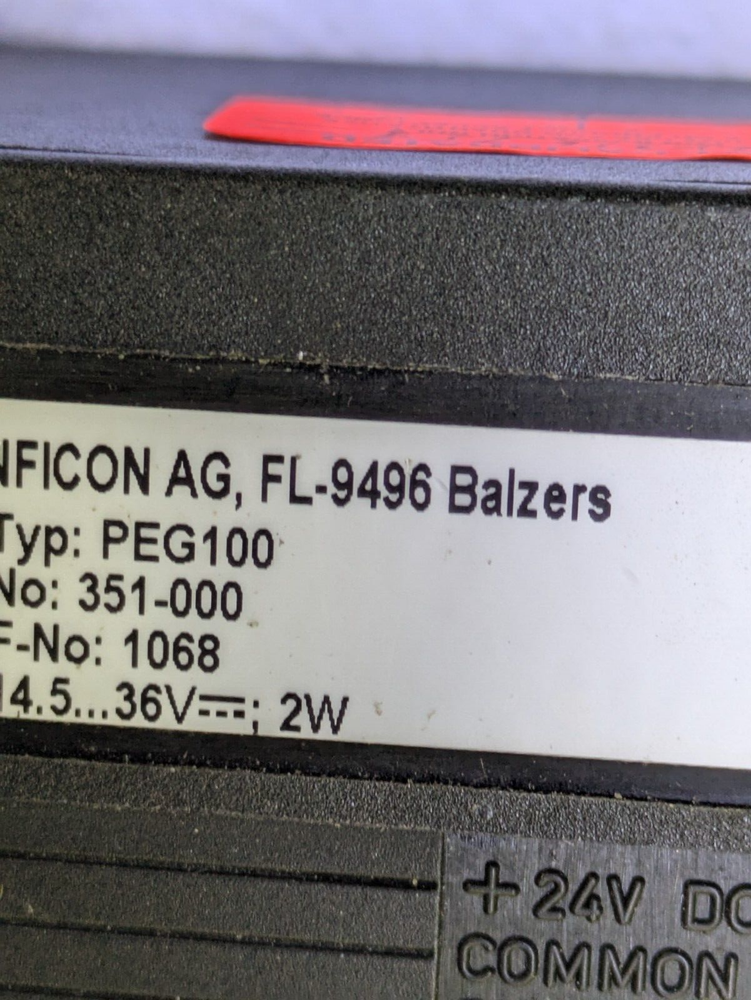 NFICON AG, FL-9496 Balzers
Typ: PEG100
No: 351-000
F-No: 1068
14.5...36V⎓; 2W
+24V DC
COMMON